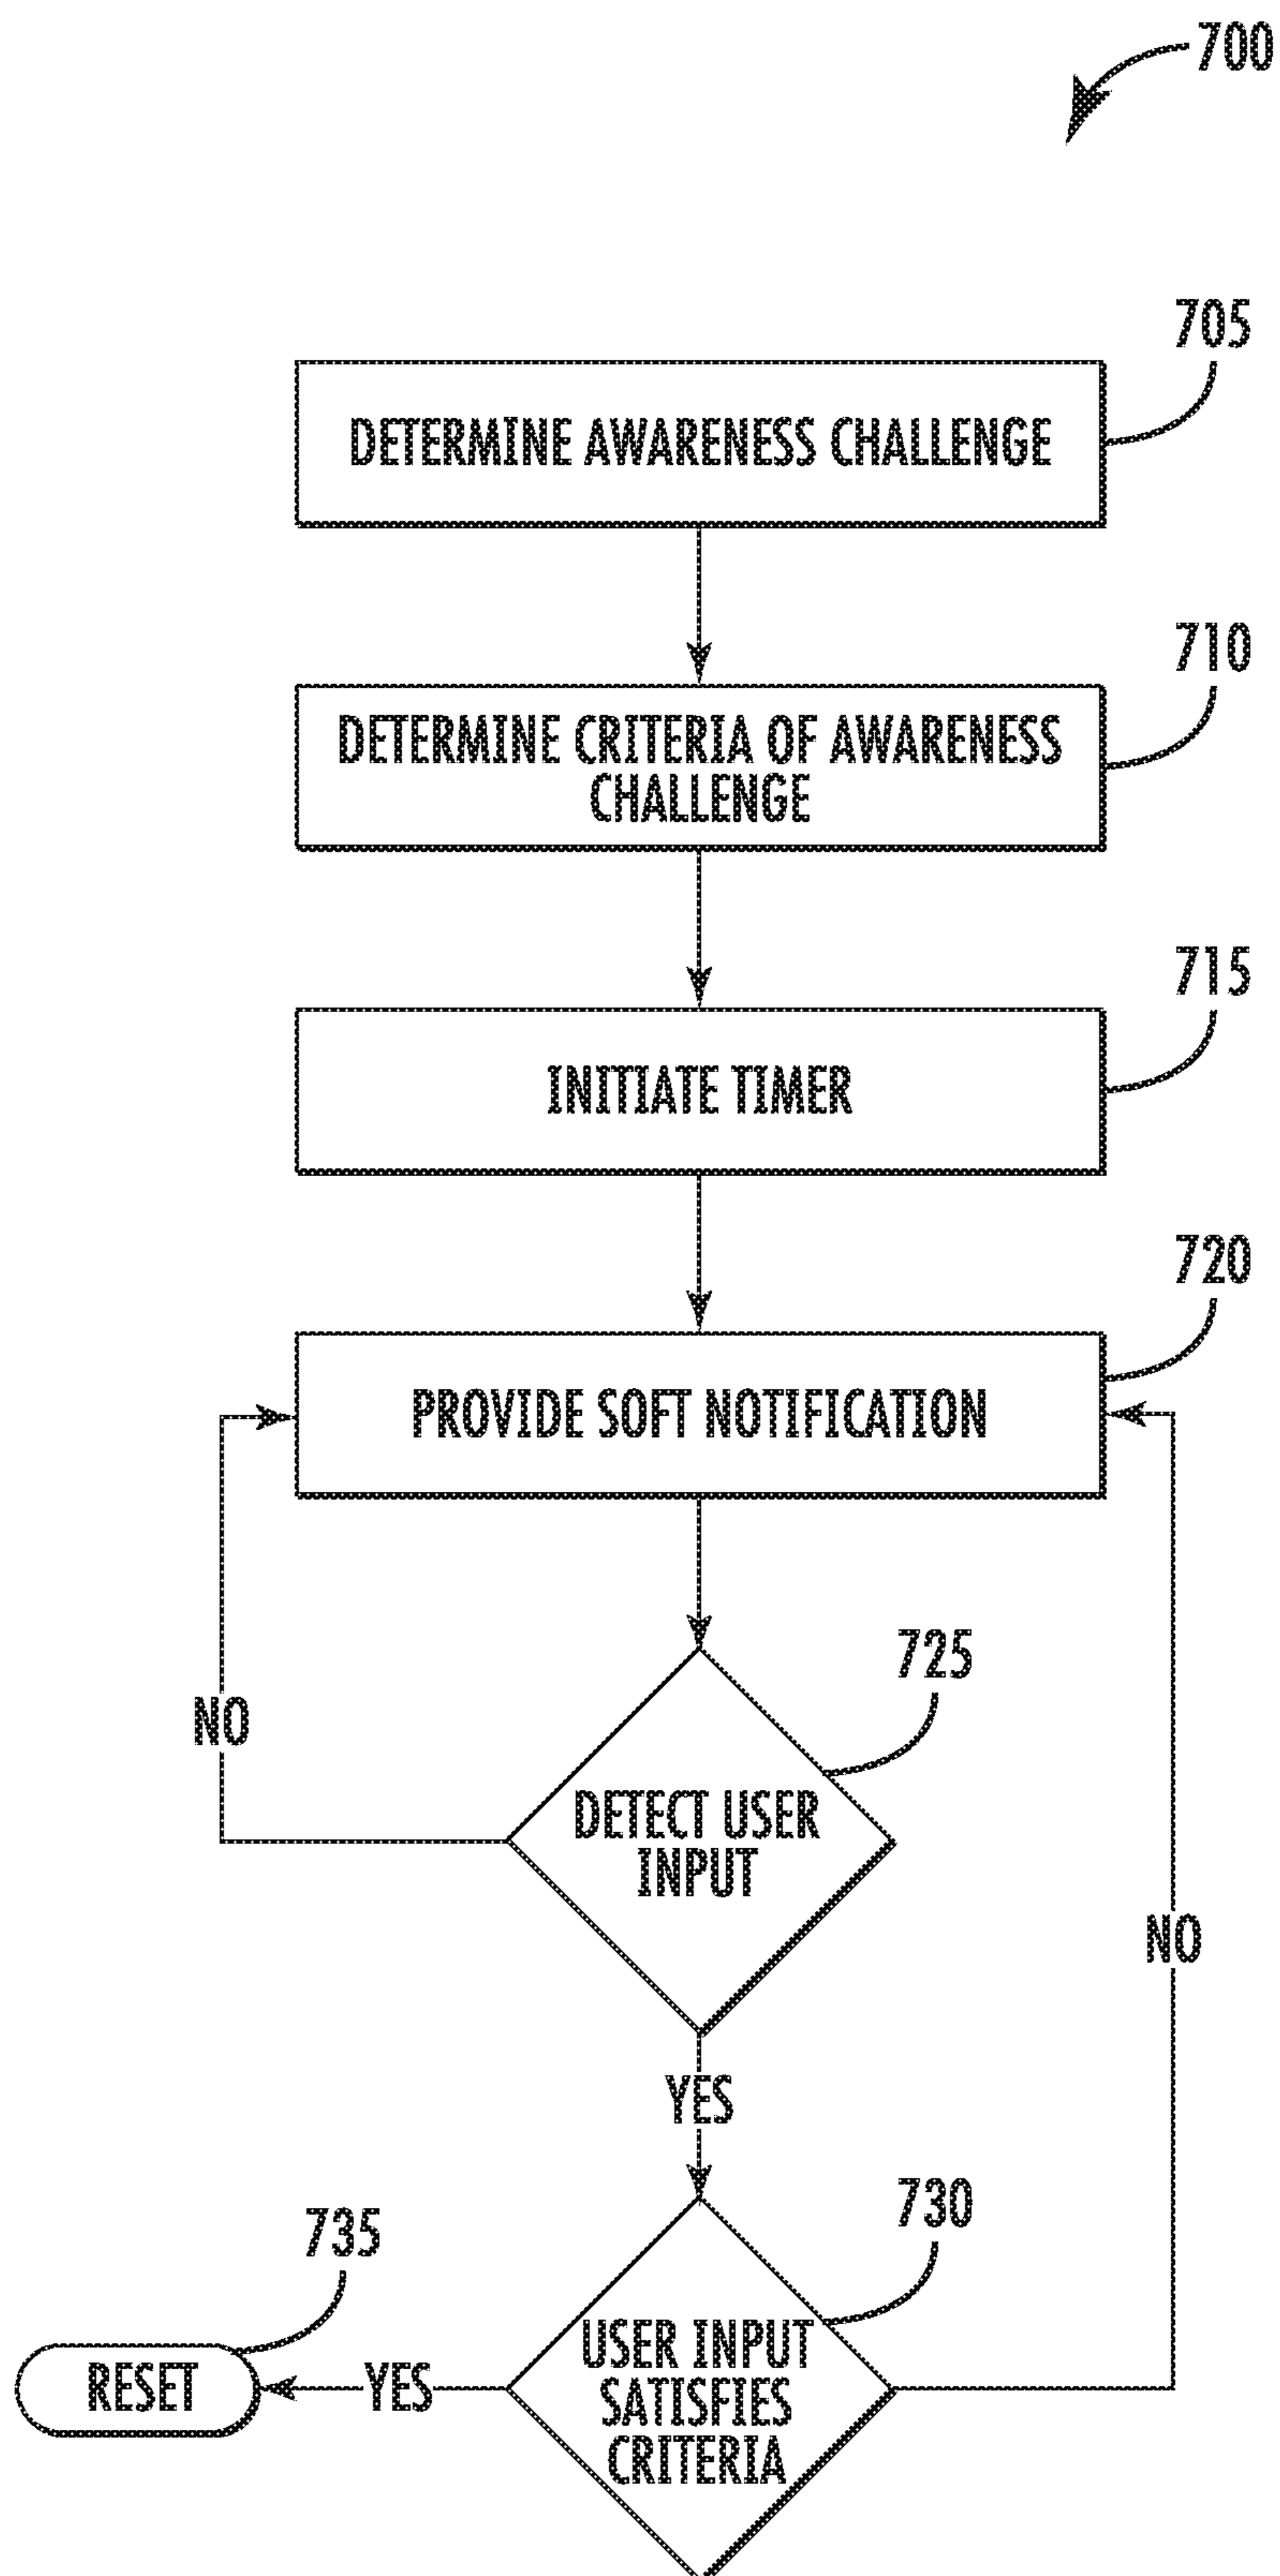 700
705
DETERMINE AWARENESS CHALLENGE
710
DETERMINE CRITERIA OF AWARENESS
CHALLENGE
715
INITIATE TIMER
720
PROVIDE SOFT NOTIFICATION
725
NO
DETECT USER
INPUT
NO
YES
730
735
USER INPUT
SATISFIES
CRITERIA
YES
RESET